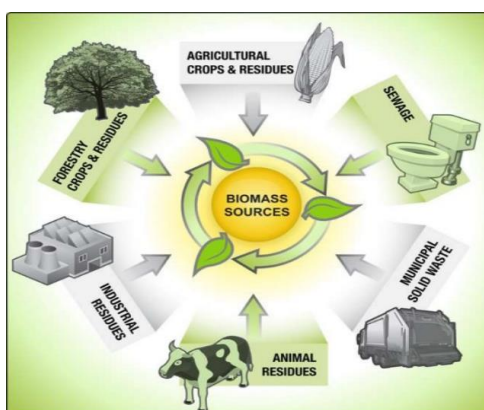 AGRICULTURAL
CROPS & RESIDUES
SEWAGE
MUNICIPAL
SOLID WASTE
ANIMAL
RESIDUES
INDUSTRIAL
RESIDUES
FORESTRY
CROPS & RESIDUES
BIOMASS
SOURCES